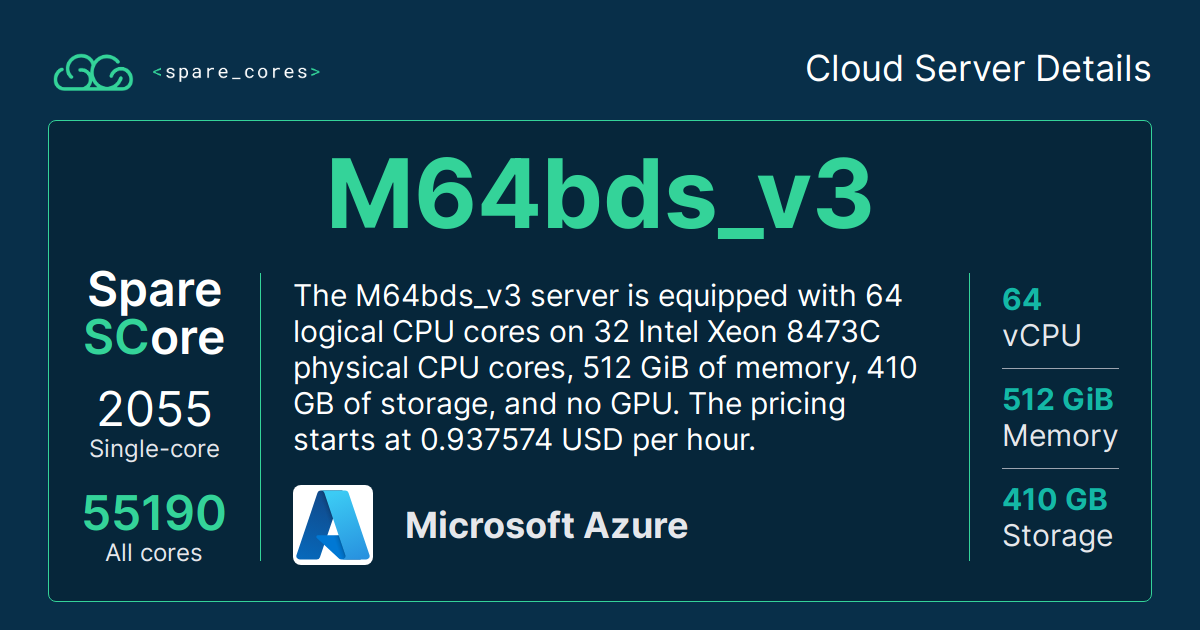 <spare_cores>
Cloud Server Details
M64bds_v3
Spare
SCore
2055
Single-core
55190
All cores
The M64bds_v3 server is equipped with 64
logical CPU cores on 32 Intel Xeon 8473C
physical CPU cores, 512 GiB of memory, 410
GB of storage, and no GPU. The pricing
starts at 0.937574 USD per hour.
Microsoft Azure
64
vCPU
512 GiB
Memory
410 GB
Storage